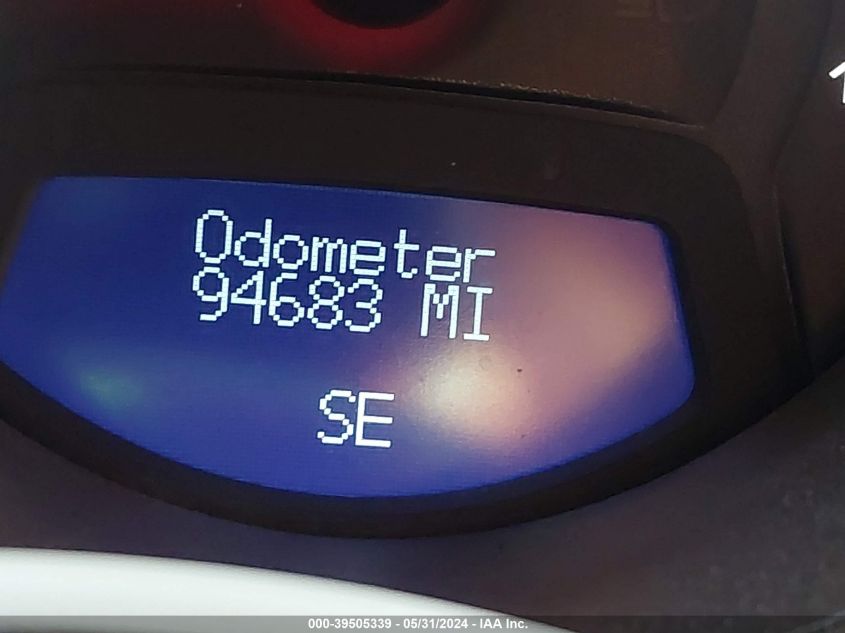 Odometer
94683 MI
SE
000-39505339 - 05/31/2024 - IAA Inc.